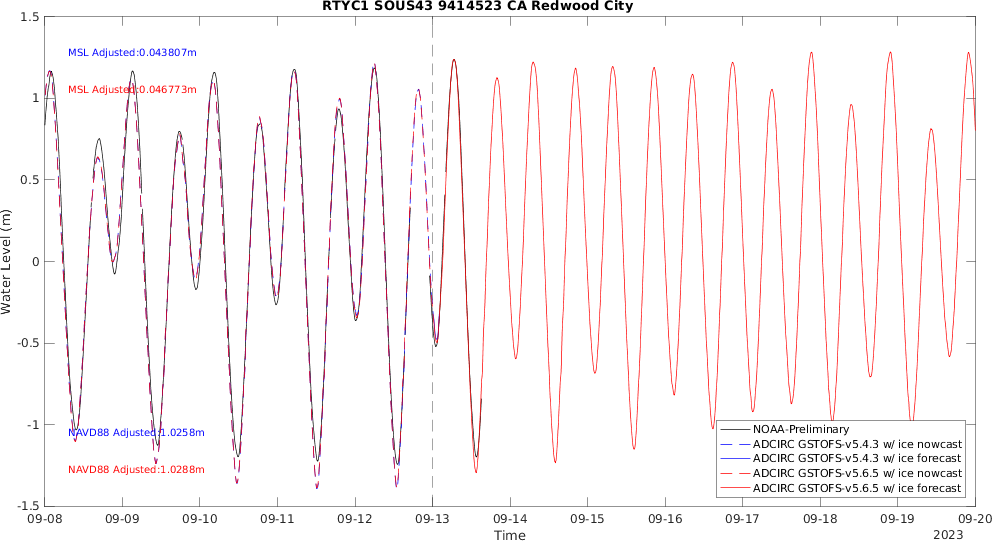 RTYC1 SOUS43 9414523 CA Redwood City
1.5
1
0.5
0
-0.5
-1
-1.5
Water Level (m)
MSL Adjusted:0.043807m
MSL Adjusted:0.046773m
NAVD88 Adjusted:1.0258m
NAVD88 Adjusted:1.0288m
NOAA-Preliminary
ADCIRC GSTOFS-v5.4.3 w/ ice nowcast
ADCIRC GSTOFS-v5.4.3 w/ ice forecast
ADCIRC GSTOFS-v5.6.5 w/ ice nowcast
ADCIRC GSTOFS-v5.6.5 w/ ice forecast
09-08 09-09 09-10 09-11 09-12 09-13 09-14 09-15 09-16 09-17 09-18 09-19 09-20
Time
2023